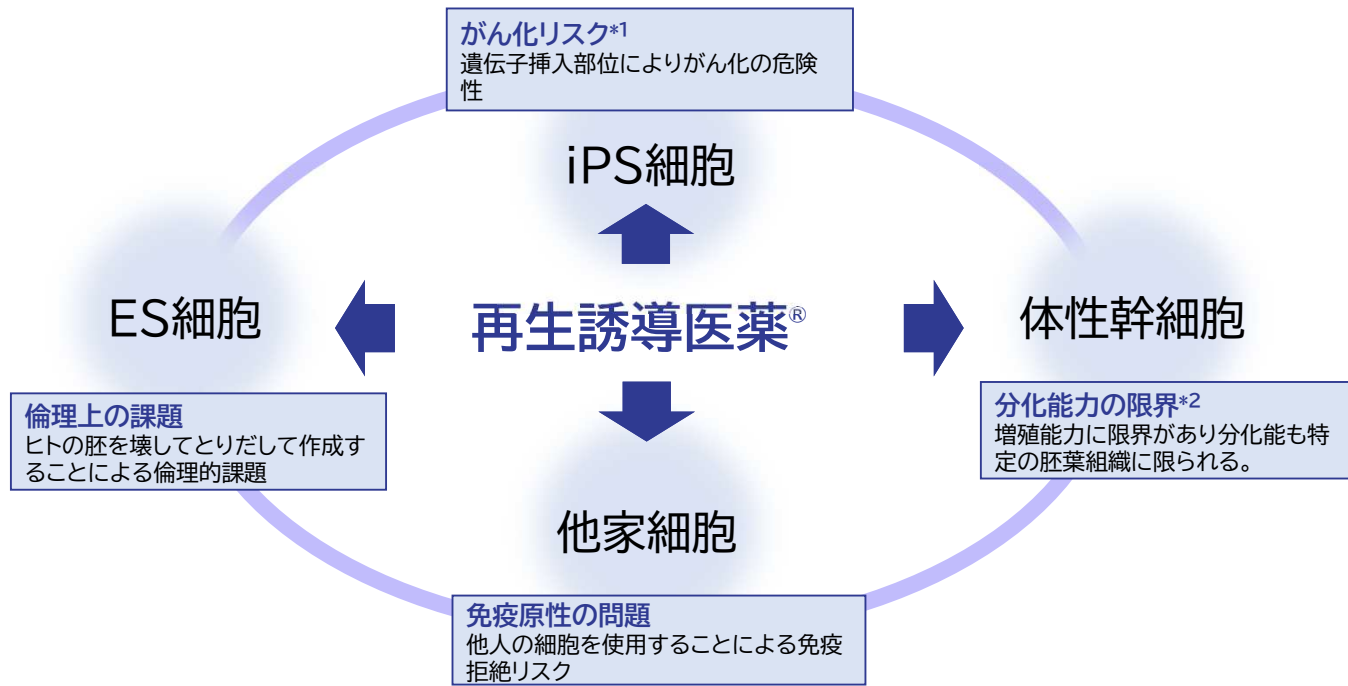 がん化リスク*1
遺伝子挿入部位によりがん化の危険
性
iPS細胞
ES細胞
再生誘導医薬®
体性幹細胞
倫理上の課題
ヒトの胚を壊してとりだして作成す
ることによる倫理的課題
分化能力の限界*2
増殖能力に限界があり分化能も特
定の胚葉組織に限られる。
他家細胞
免疫原性の問題
他人の細胞を使用することによる免疫
拒絶リスク